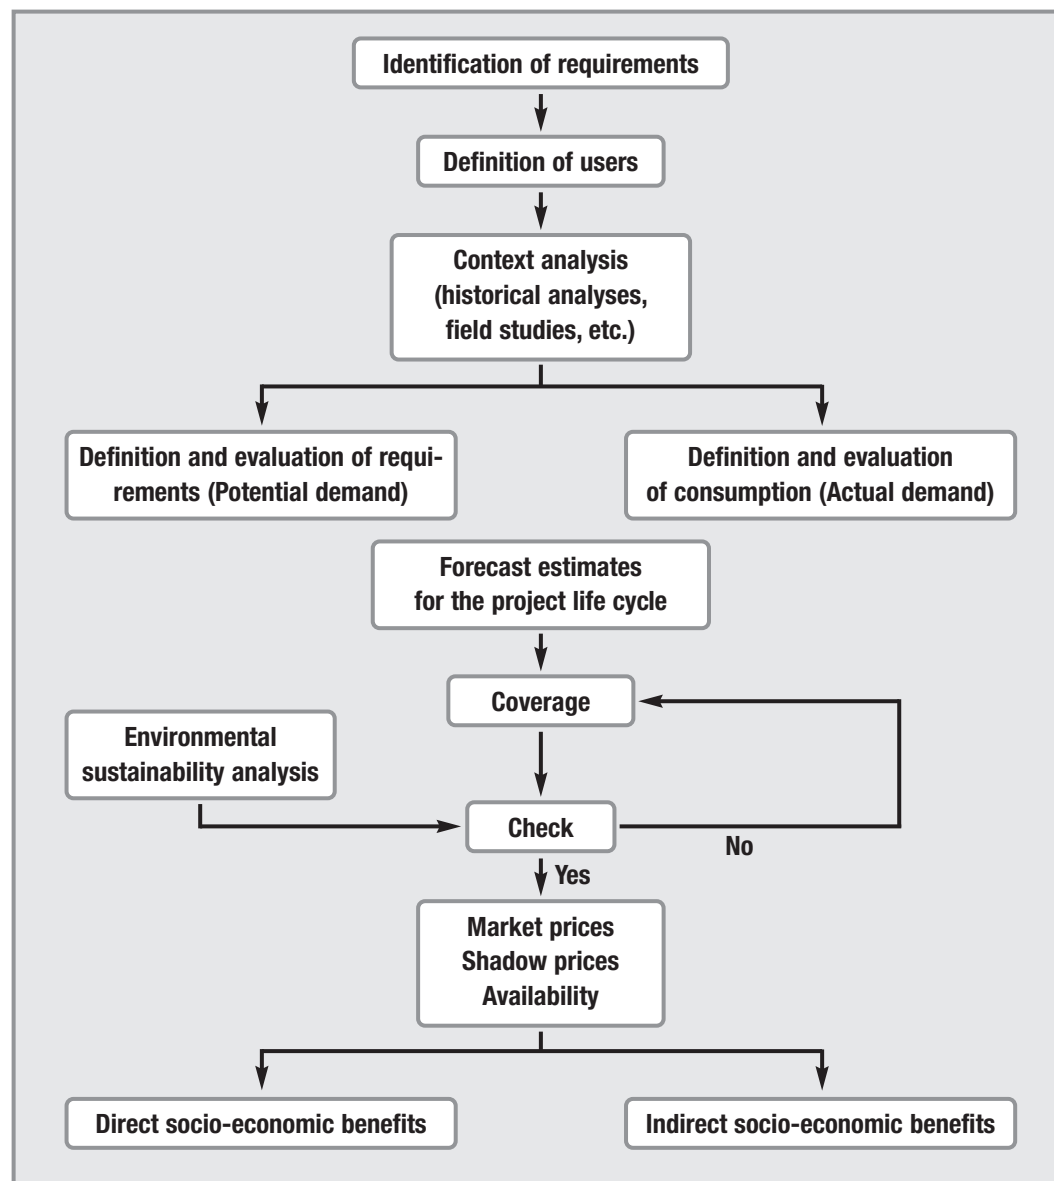 Identification of requirements
Definition of users
Context analysis
(historical analyses,
field studies, etc.)
Definition and evaluation of requi-
rements (Potential demand)
Definition and evaluation
of consumption (Actual demand)
Forecast estimates
for the project life cycle
Coverage
Environmental
sustainability analysis
Check
No
Yes
Market prices
Shadow prices
Availability
Direct socio-economic benefits
Indirect socio-economic benefits